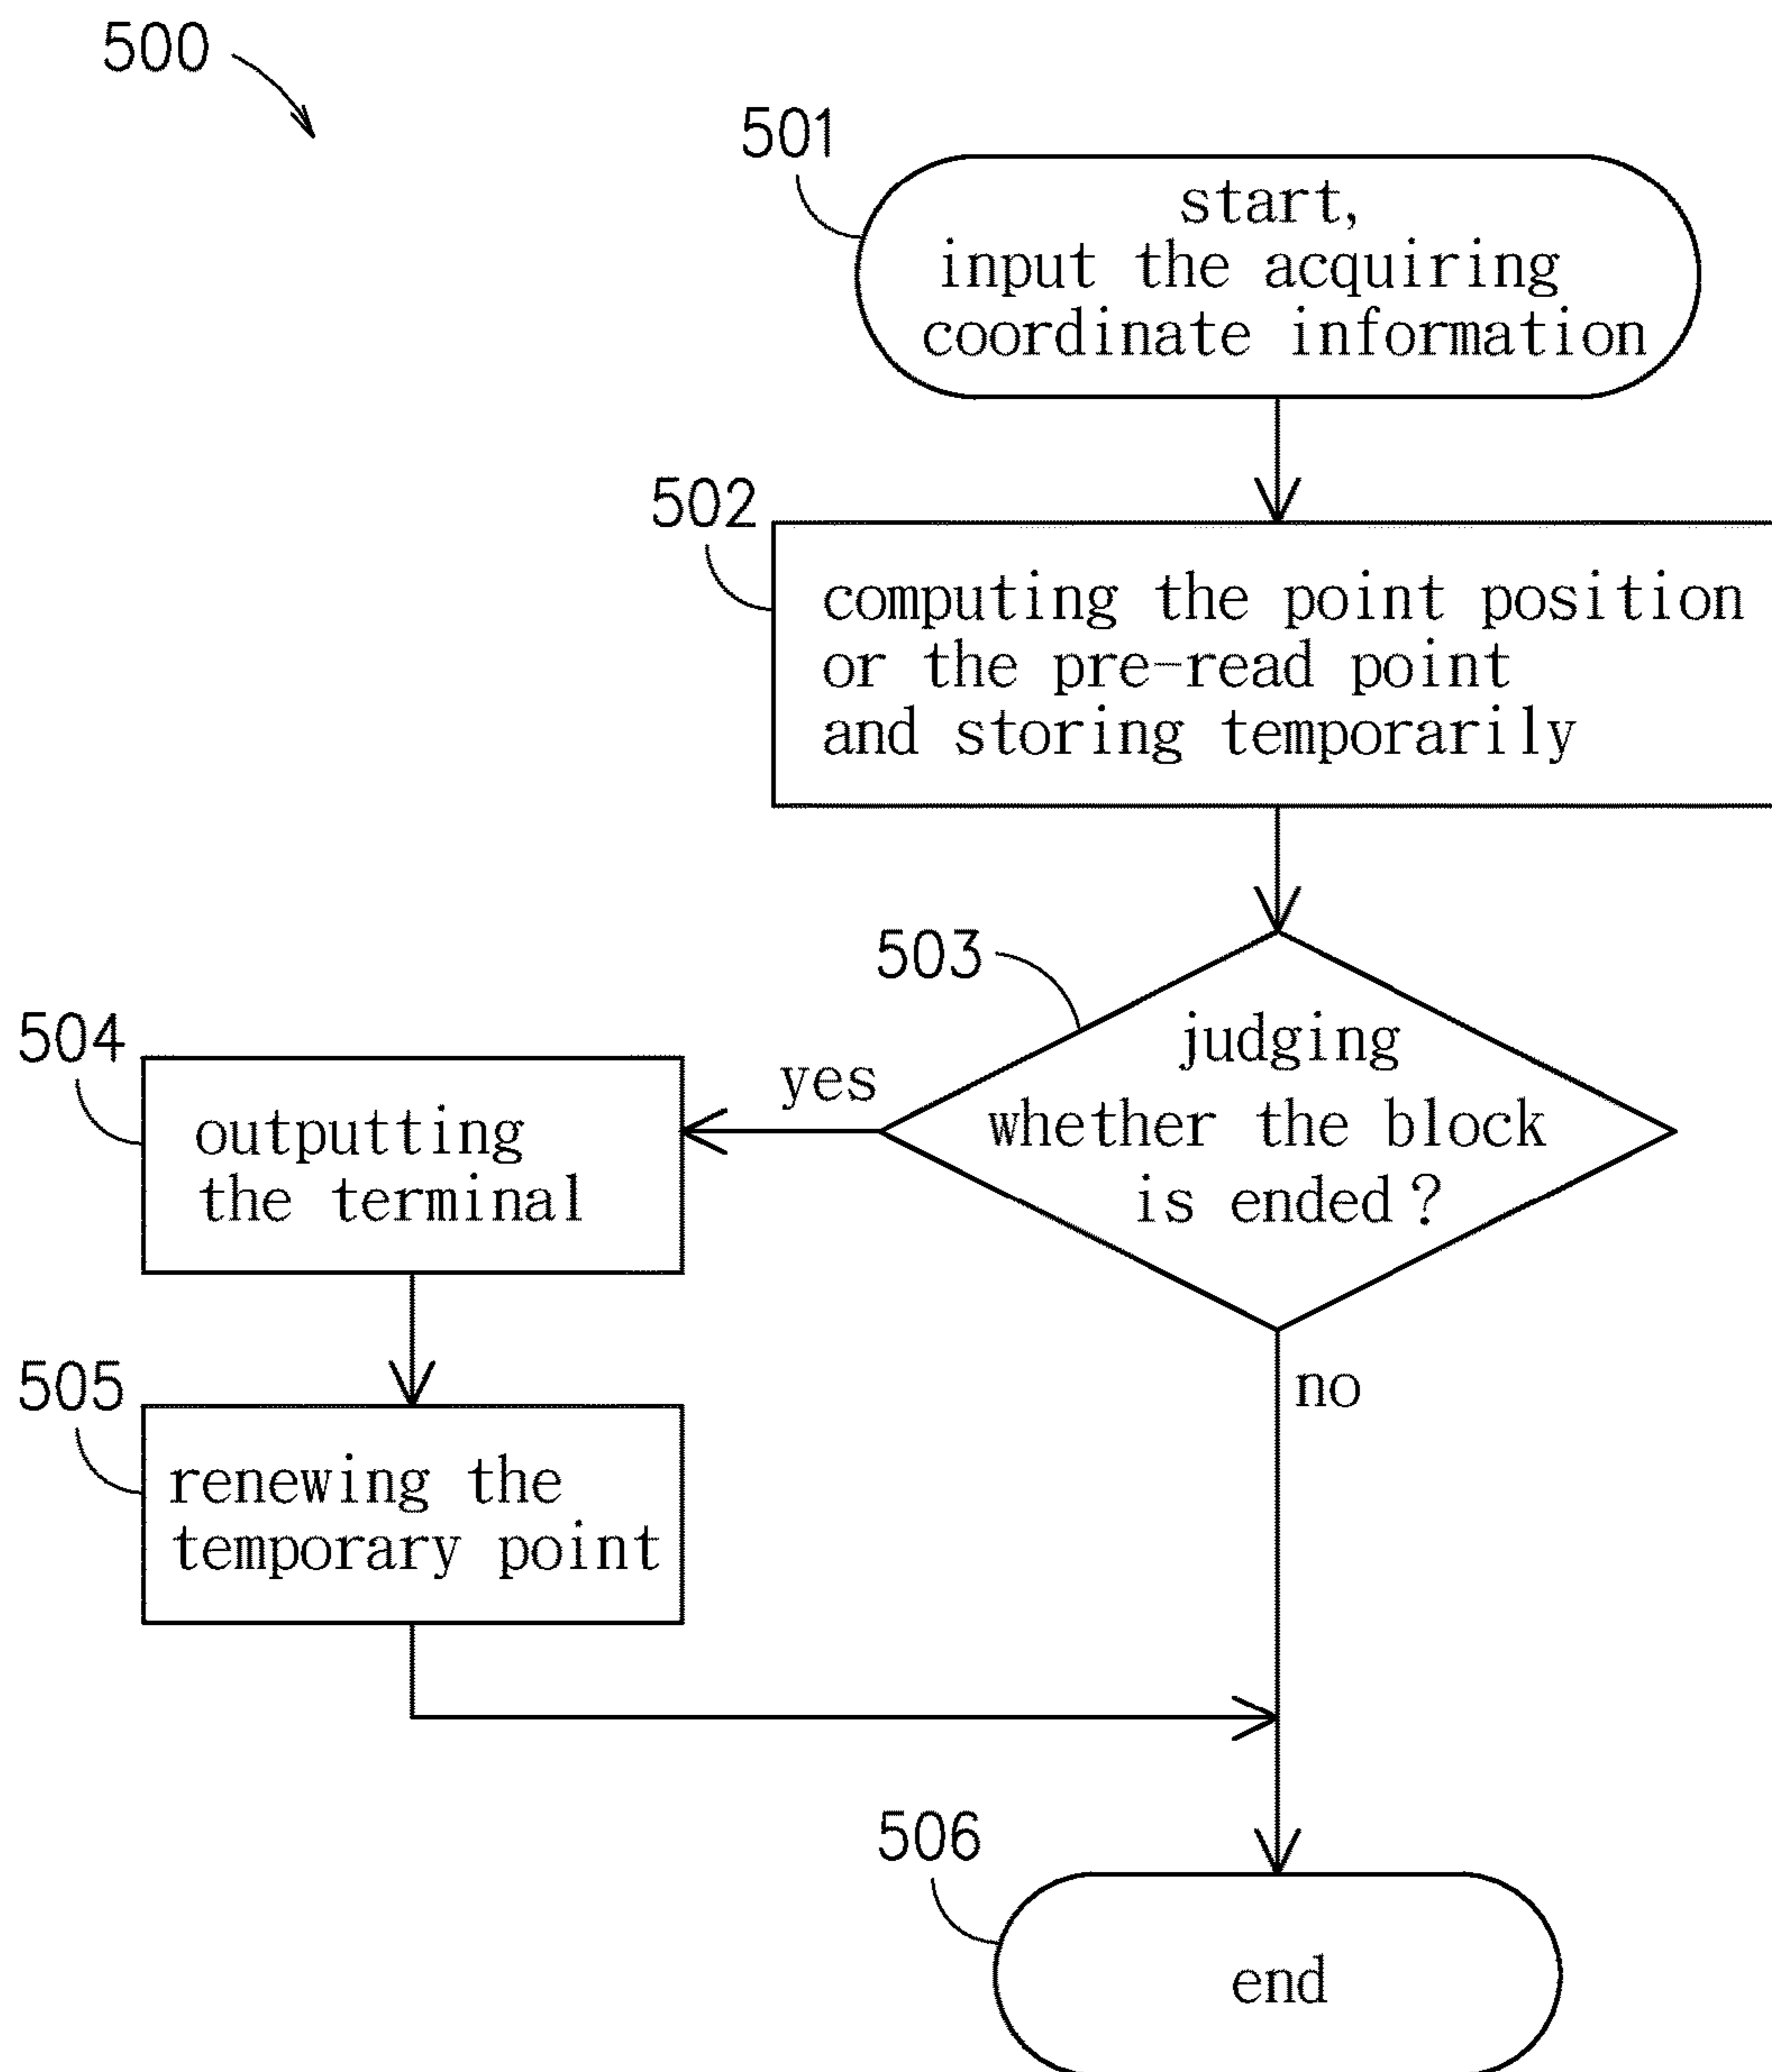 500
501
start,
input the acquiring
coordinate information
502
computing the point position
or the pre-read point
and storing temporarily
503
judging
whether the block
is ended?
yes
504
outputting
the terminal
no
505
renewing the
temporary point
506
end